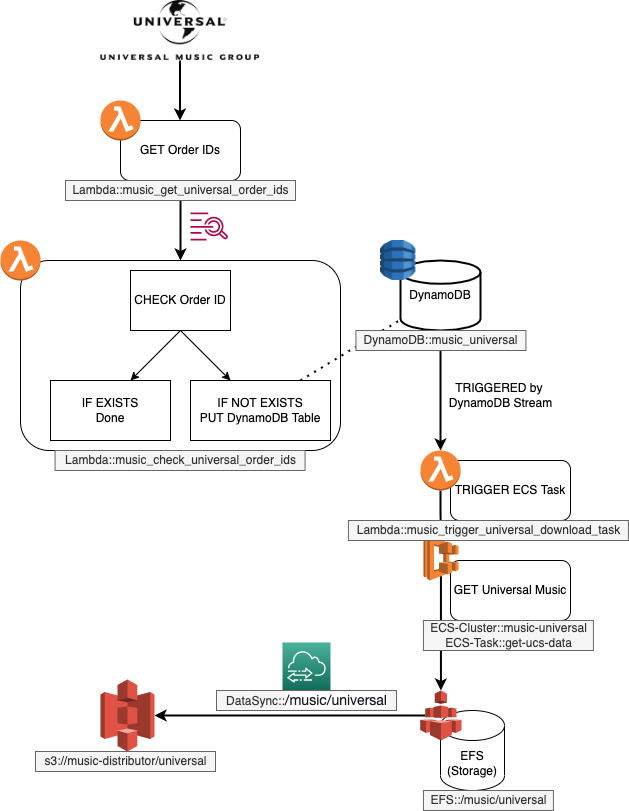 UNIVERSAL
UNIVERSAL MUSIC GROUP
GET Order IDs
Lambda::music_get_universal_order_ids
CHECK Order ID
IF EXISTS
Done
IF NOT EXISTS
PUT DynamoDB Table
Lambda::music_check_universal_order_ids
DynamoDB
DynamoDB::music_universal
TRIGGERED by
DynamoDB Stream
TRIGGER ECS Task
Lambda::music_trigger_universal_download_task
GET Universal Music
ECS-Cluster::music-universal
ECS-Task::get-ucs-data
DataSync::/music/universal
s3://music-distributor/universal
EFS
(Storage)
EFS::/music/universal